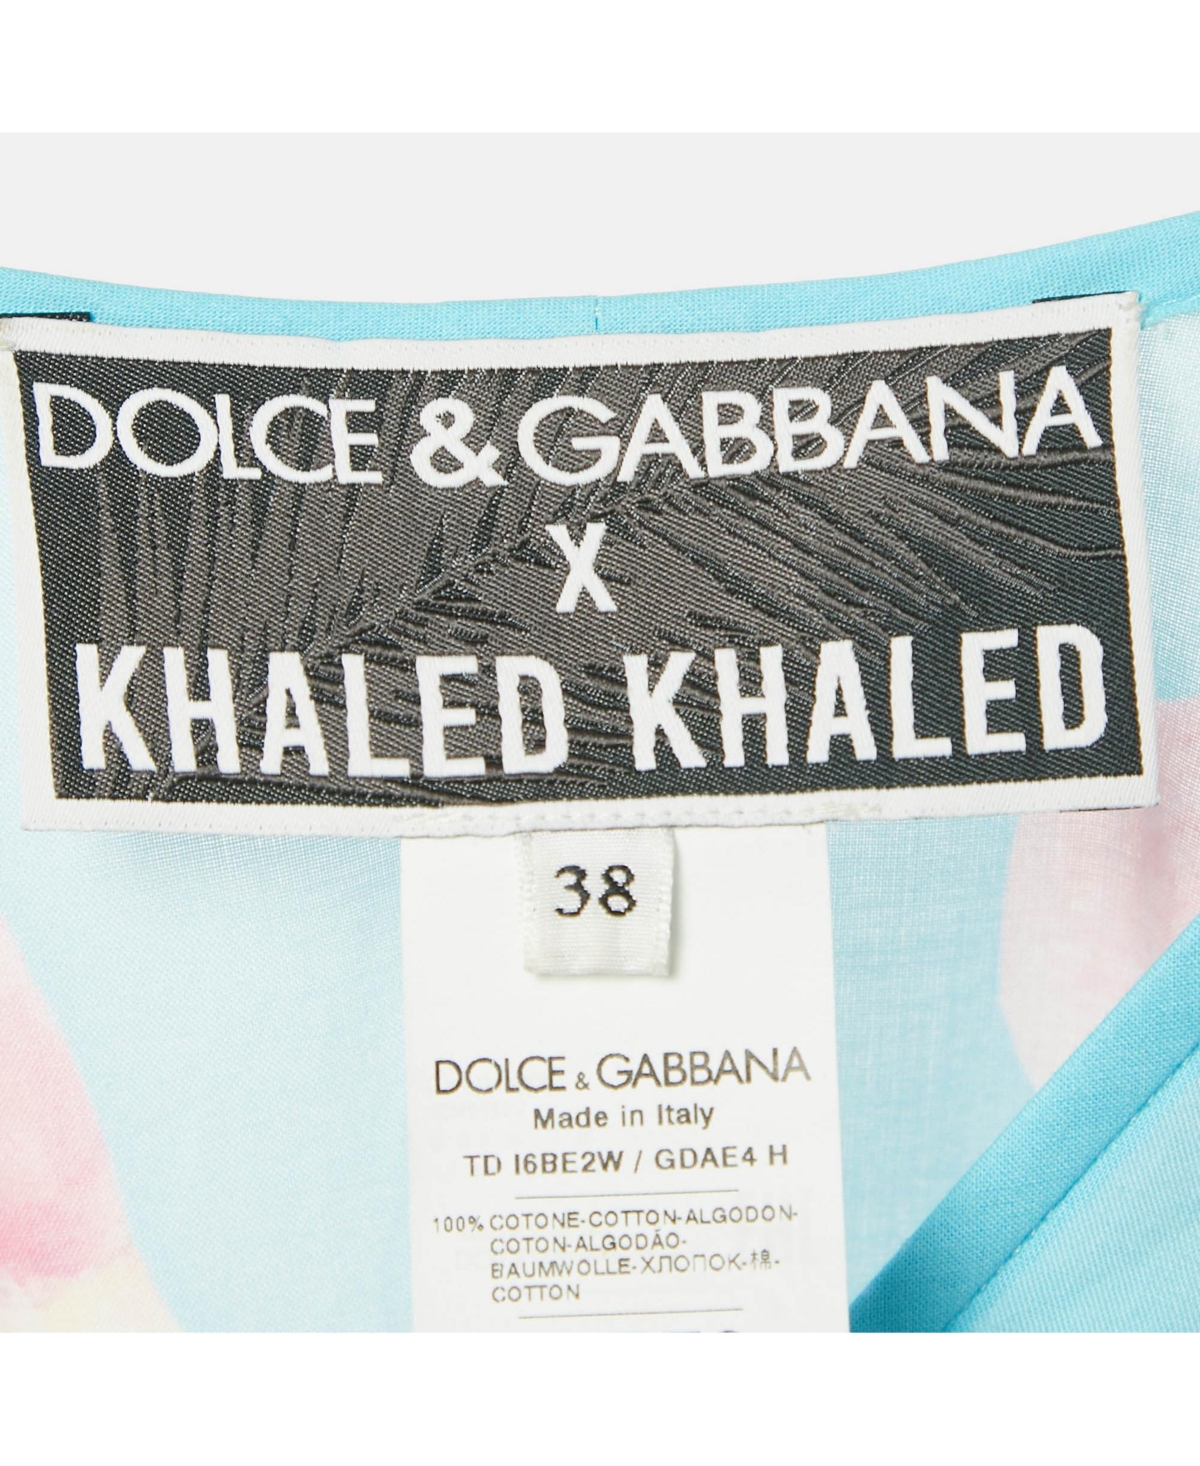 DOLCE & GABBANA
X
KHALED KHALED
38
DOLCE & GABBANA
Made in Italy
TD I6BE2W / GDAE4 H
100% COTONE-COTTON-ALGODON-
COTON-ALGODÃO-
BAUMWOLLE-ХЛОПОК-棉-
COTTON